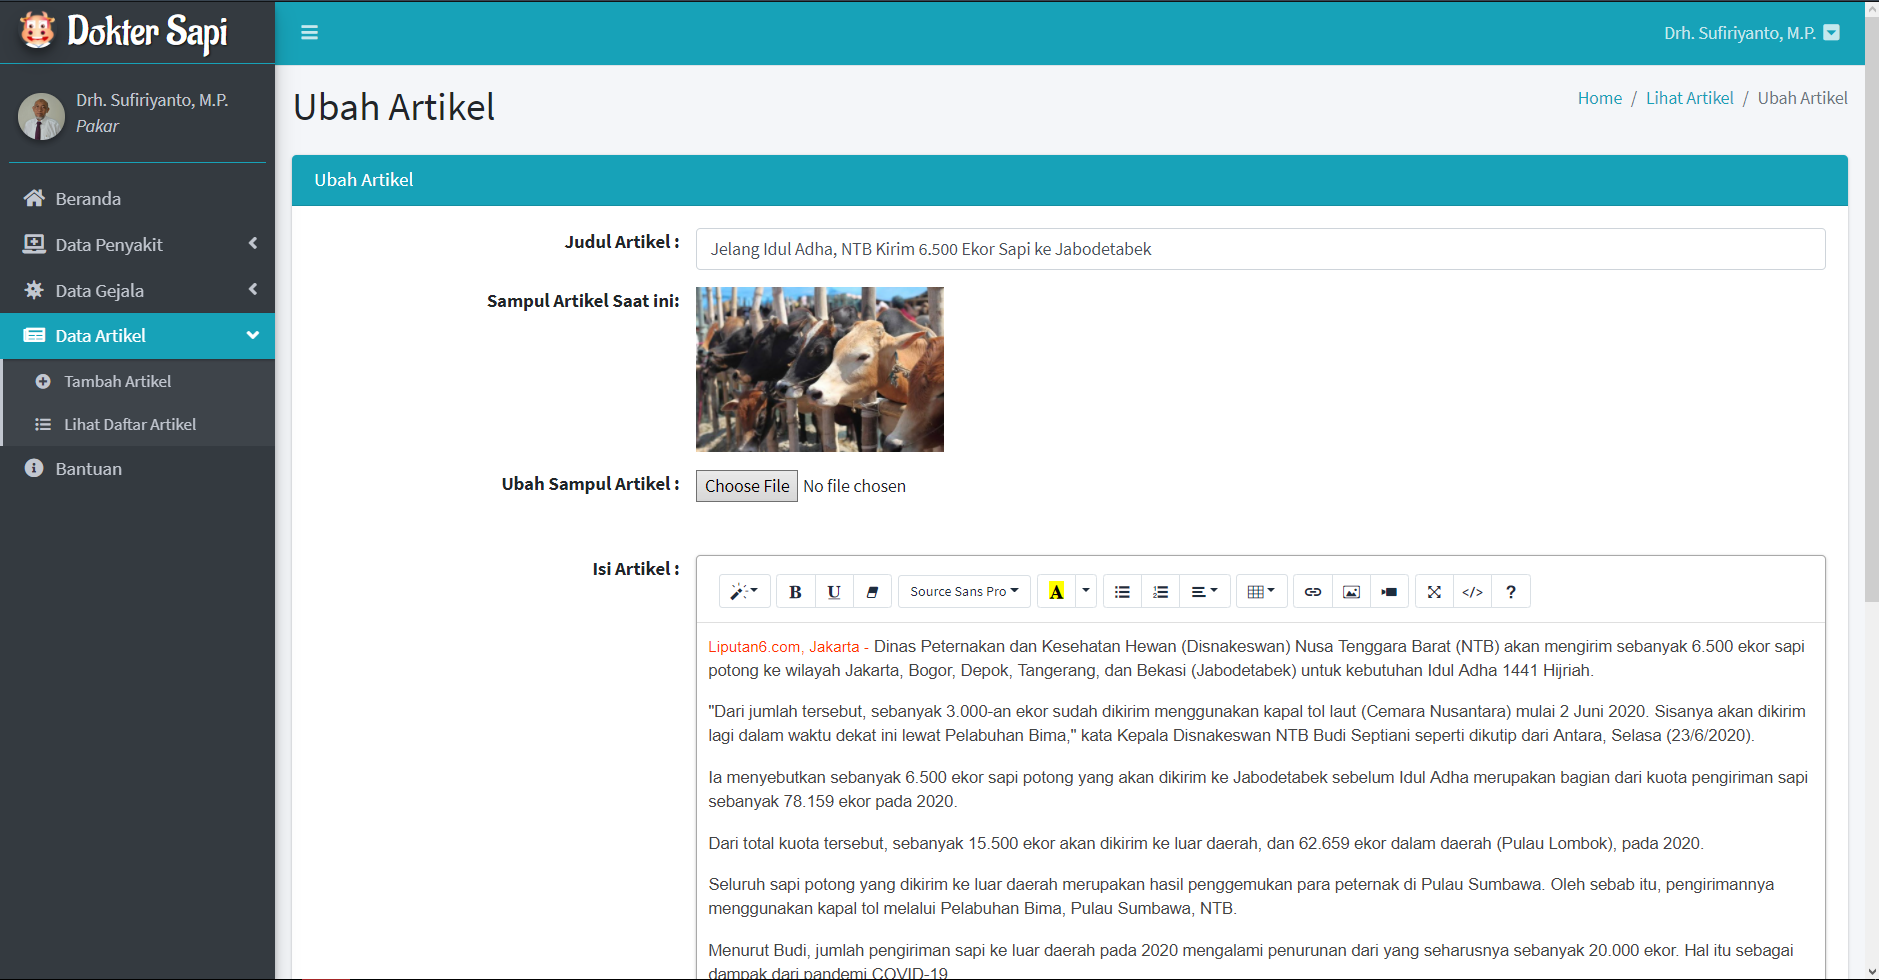 Dokter Sapi
Drh. Sufiriyanto, M.P.
Drh. Sufiriyanto, M.P.
Pakar
Beranda
Data Penyakit
Data Gejala
Data Artikel
Tambah Artikel
Lihat Daftar Artikel
Bantuan
Ubah Artikel
Home / Lihat Artikel / Ubah Artikel
Ubah Artikel
Judul Artikel :
Jelang Idul Adha, NTB Kirim 6.500 Ekor Sapi ke Jabodetabek
Sampul Artikel Saat ini:
Ubah Sampul Artikel :
Choose File No file chosen
Isi Artikel :
B U Source Sans Pro A </> ?
Liputan6.com, Jakarta - Dinas Peternakan dan Kesehatan Hewan (Disnakeswan) Nusa Tenggara Barat (NTB) akan mengirim sebanyak 6.500 ekor sapi
potong ke wilayah Jakarta, Bogor, Depok, Tangerang, dan Bekasi (Jabodetabek) untuk kebutuhan Idul Adha 1441 Hijriah.
"Dari jumlah tersebut, sebanyak 3.000-an ekor sudah dikirim menggunakan kapal tol laut (Cemara Nusantara) mulai 2 Juni 2020. Sisanya akan dikirim
lagi dalam waktu dekat ini lewat Pelabuhan Bima," kata Kepala Disnakeswan NTB Budi Septiani seperti dikutip dari Antara, Selasa (23/6/2020).
Ia menyebutkan sebanyak 6.500 ekor sapi potong yang akan dikirim ke Jabodetabek sebelum Idul Adha merupakan bagian dari kuota pengiriman sapi
sebanyak 78.159 ekor pada 2020.
Dari total kuota tersebut, sebanyak 15.500 ekor akan dikirim ke luar daerah, dan 62.659 ekor dalam daerah (Pulau Lombok), pada 2020.
Seluruh sapi potong yang dikirim ke luar daerah merupakan hasil penggemukan para peternak di Pulau Sumbawa. Oleh sebab itu, pengirimannya
menggunakan kapal tol melalui Pelabuhan Bima, Pulau Sumbawa, NTB.
Menurut Budi, jumlah pengiriman sapi ke luar daerah pada 2020 mengalami penurunan dari yang seharusnya sebanyak 20.000 ekor. Hal itu sebagai
dampak dari pandemi COVID-19